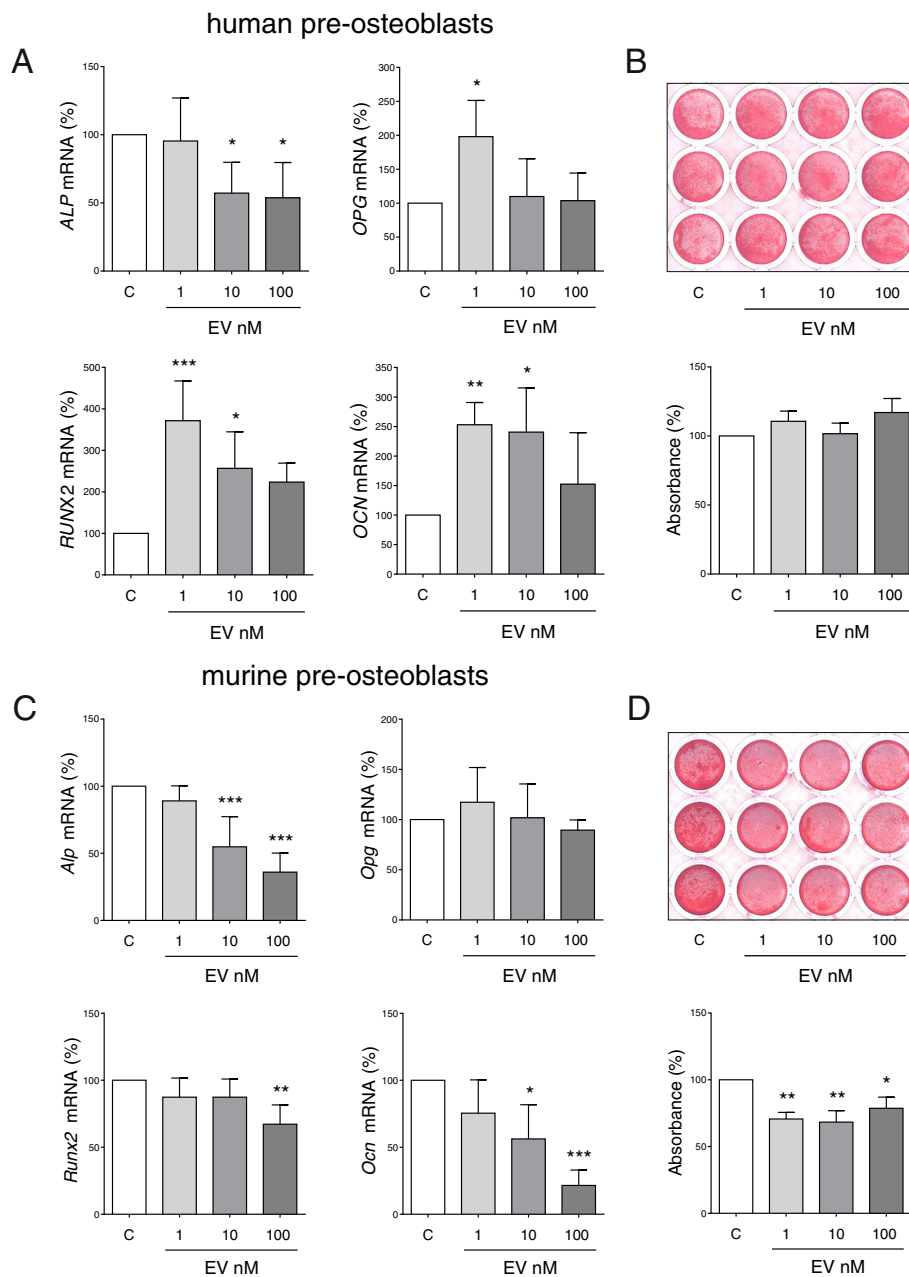 human pre-osteoblasts
A
ALP mRNA (%)
150
100
50
0
* *
C 1 10 100
EV nM
OPG mRNA (%)
300
250
200
150
100
50
0
*
C 1 10 100
EV nM
B
C 1 10 100
EV nM
RUNX2 mRNA (%)
500
400
300
200
100
0
*** *
C 1 10 100
EV nM
OCN mRNA (%)
350
300
250
200
150
100
50
0
** *
C 1 10 100
EV nM
Absorbance (%)
150
100
50
0
C 1 10 100
EV nM
murine pre-osteoblasts
C
Alp mRNA (%)
150
100
50
0
*** ***
C 1 10 100
EV nM
Opg mRNA (%)
200
150
100
50
0
C 1 10 100
EV nM
D
C 1 10 100
EV nM
Runx2 mRNA (%)
150
100
50
0
**
C 1 10 100
EV nM
Ocn mRNA (%)
150
100
50
0
* ***
C 1 10 100
EV nM
Absorbance (%)
150
100
50
0
** ** *
C 1 10 100
EV nM